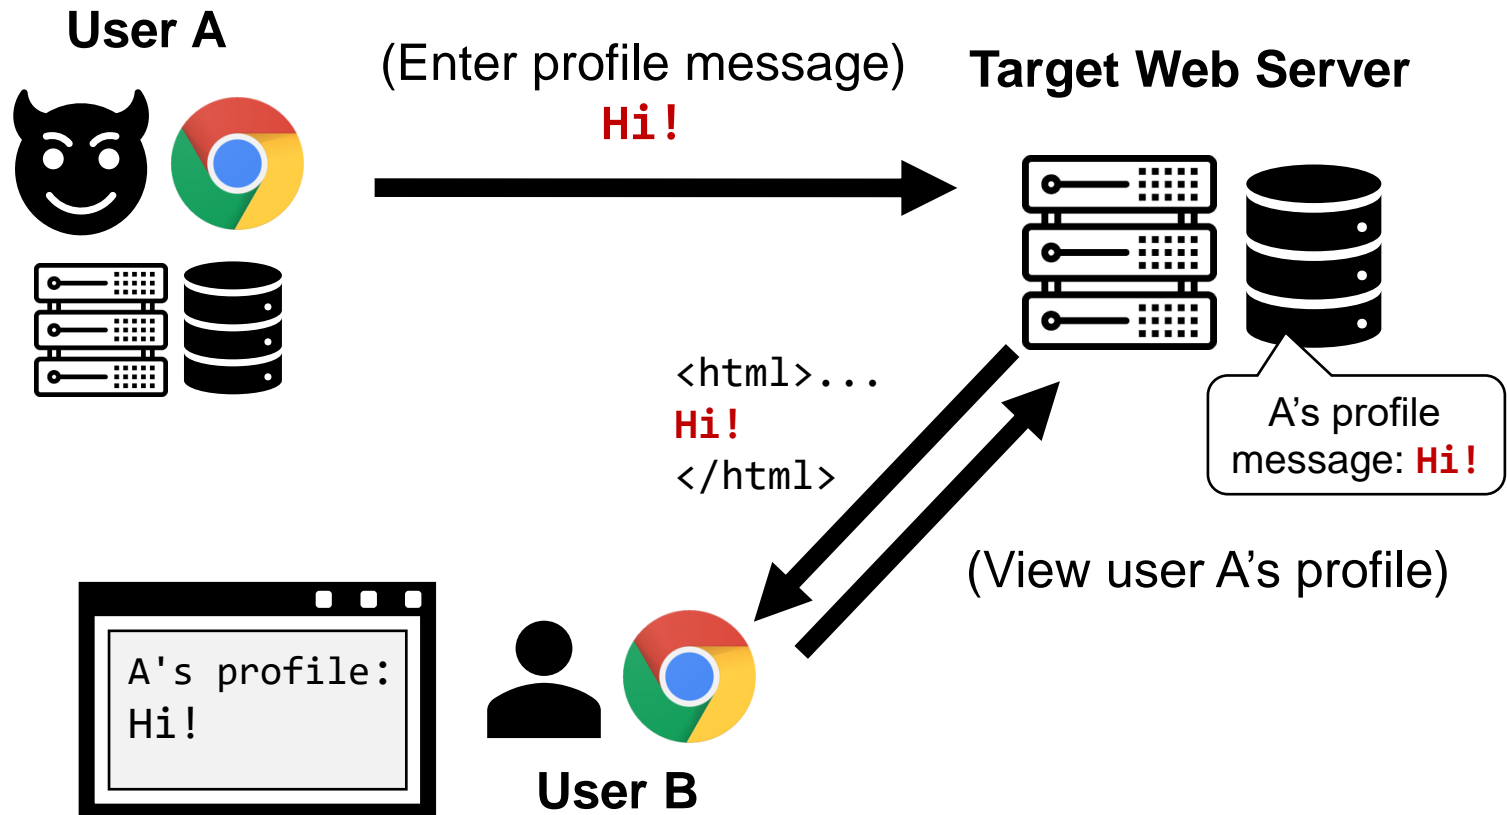 User A
(Enter profile message)
Hi!
Target Web Server
<html>...
Hi!
</html>
A’s profile
message: Hi!
(View user A’s profile)
A's profile:
Hi!
User B